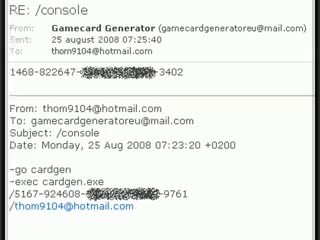 RE: /console
From: Gamecard Generator (gamecardgeneratoreu@mail.com)
Sent: 25 august 2008 07:25:40
To: thom9104@hotmail.com
1468-822647- -3402
From: thom9104@hotmail.com
To: gamecardgeneratoreu@mail.com
Subject: /console
Date: Monday, 25 Aug 2008 07:23:20 +0200
-go cardgen
-exec cardgen.exe
/5167-924608- -9761
/thom9104@hotmail.com